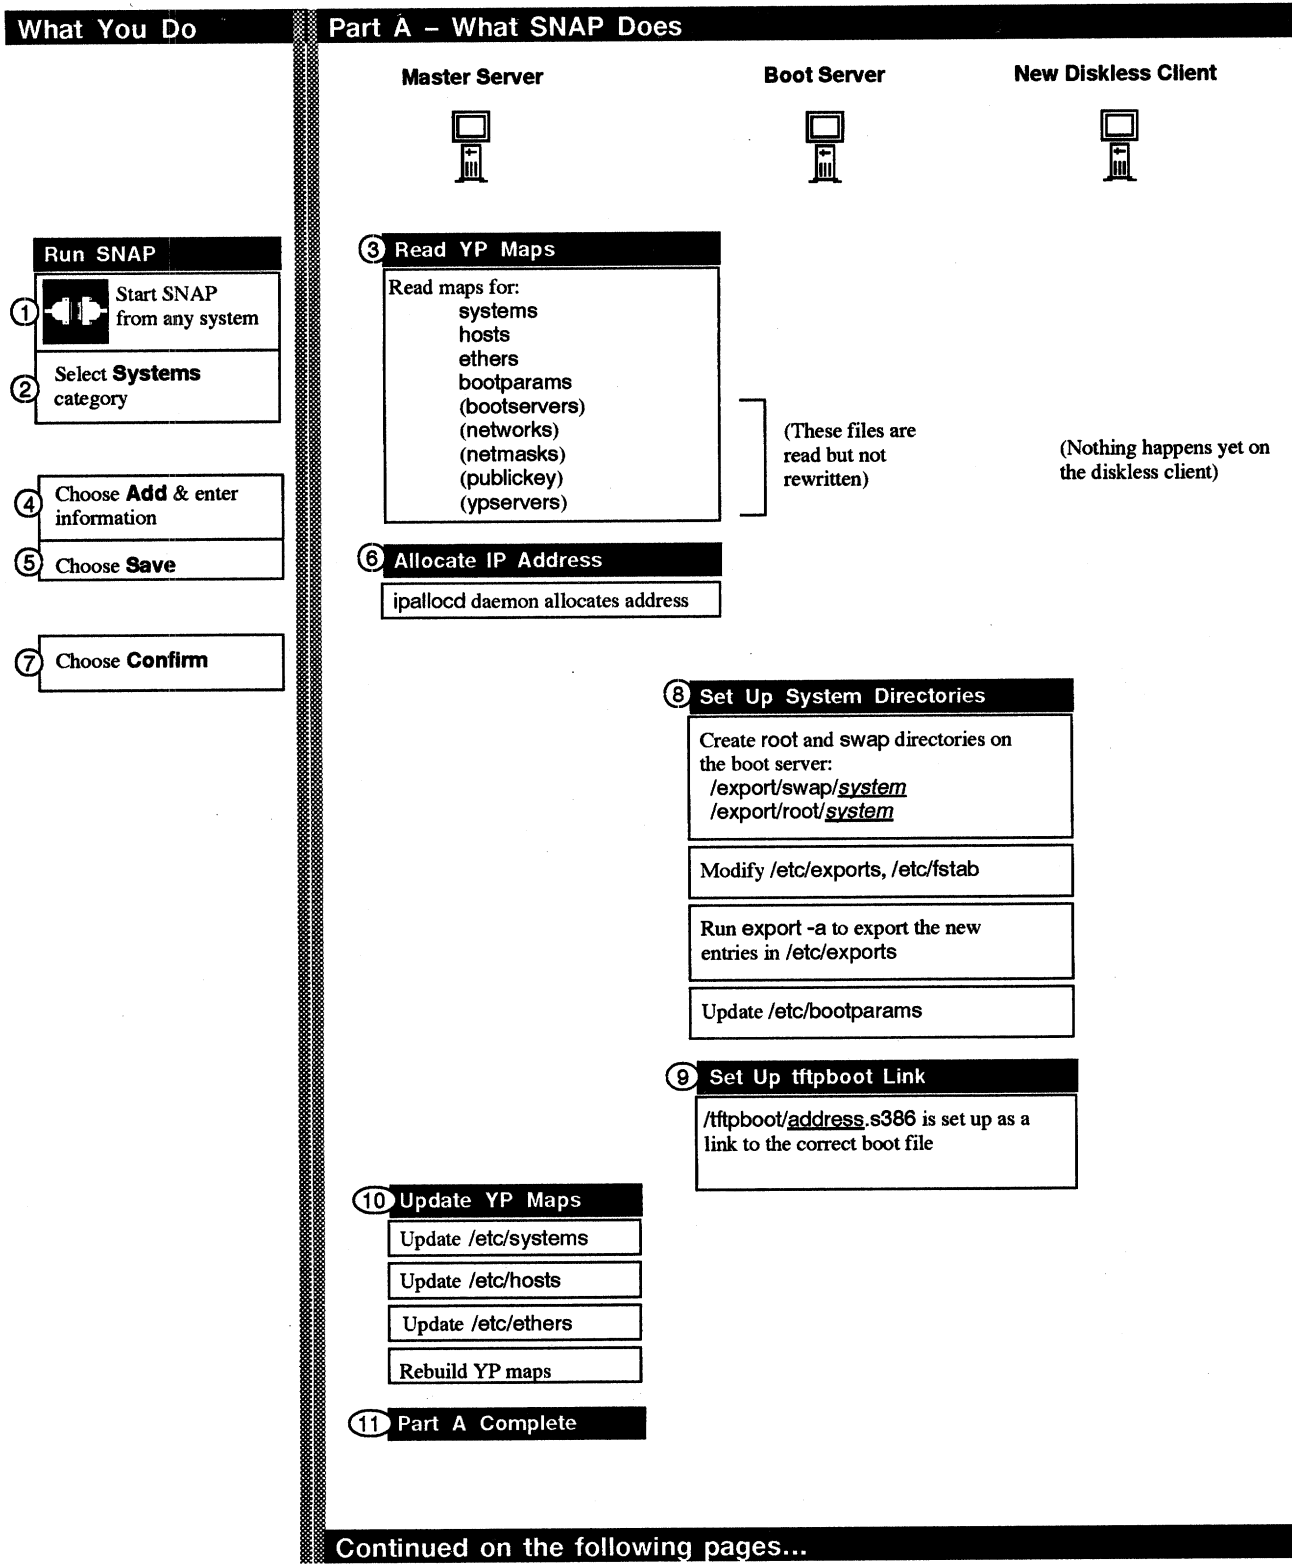 What You Do
Part A – What SNAP Does
Master Server
Boot Server
New Diskless Client
Run SNAP
1
Start SNAP
from any system
2
Select Systems
category
3
Read YP Maps
Read maps for:
systems
hosts
ethers
bootparams
(bootservers)
(networks)
(netmasks)
(publickey)
(ypservers)
(These files are
read but not
rewritten)
(Nothing happens yet on
the diskless client)
4
Choose Add & enter
information
5
Choose Save
6
Allocate IP Address
ipallocd daemon allocates address
7
Choose Confirm
8
Set Up System Directories
Create root and swap directories on
the boot server:
/export/swap/system
/export/root/system
Modify /etc/exports, /etc/fstab
Run export -a to export the new
entries in /etc/exports
Update /etc/bootparams
9
Set Up tftpboot Link
/tftpboot/address.s386 is set up as a
link to the correct boot file
10
Update YP Maps
Update /etc/systems
Update /etc/hosts
Update /etc/ethers
Rebuild YP maps
11
Part A Complete
Continued on the following pages...